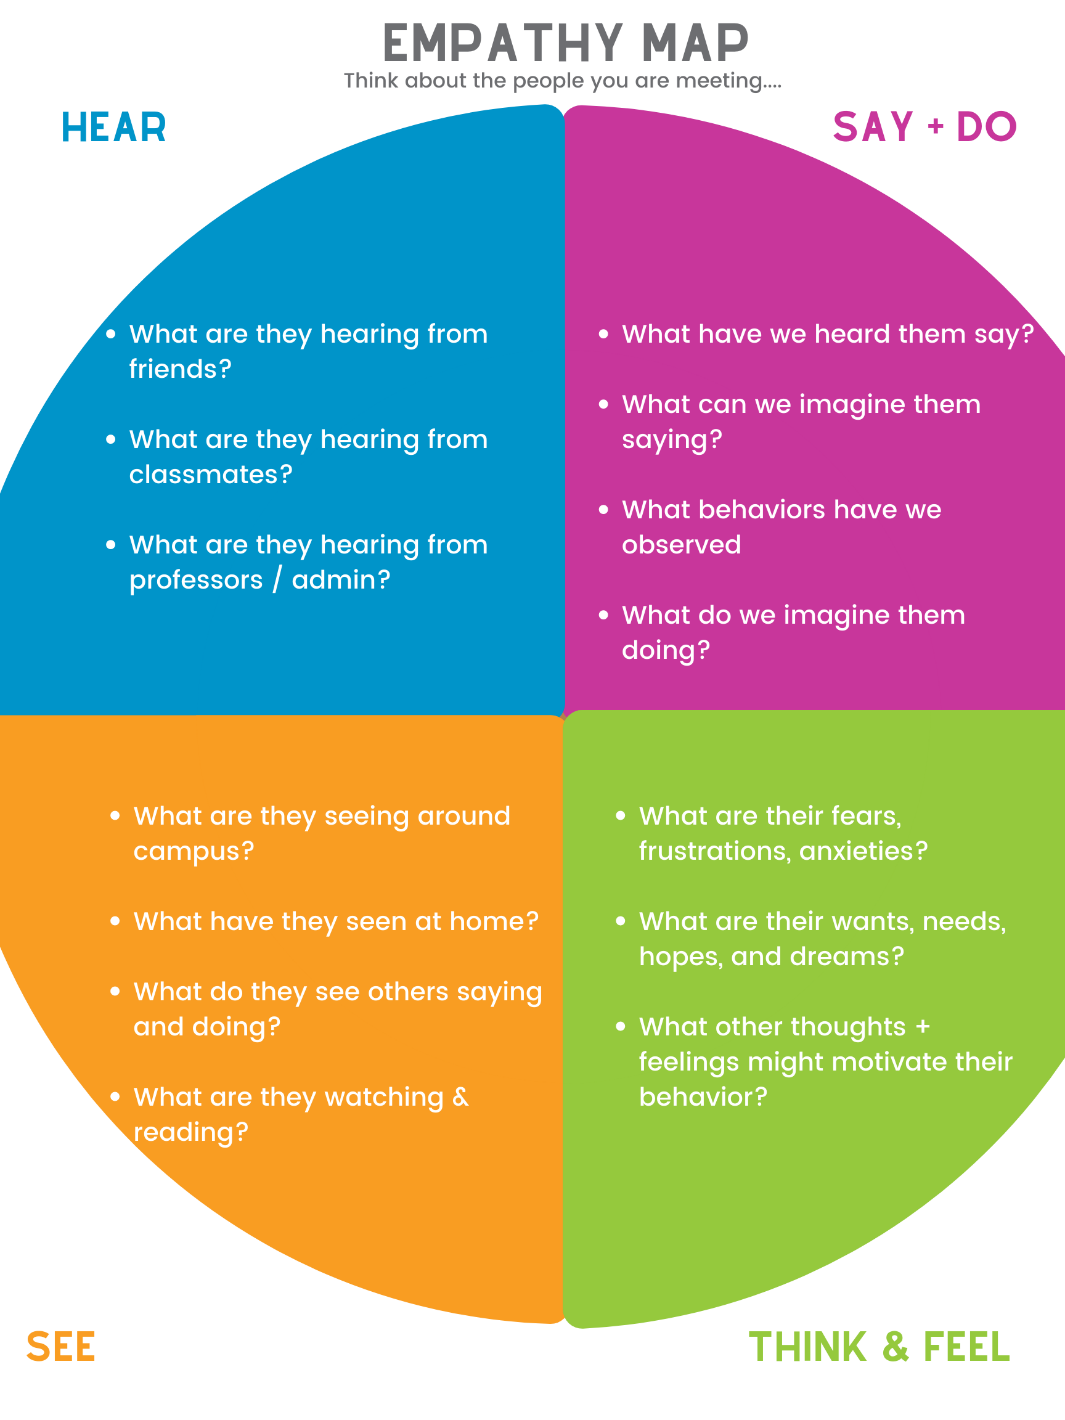 EMPATHY MAP
Think about the people you are meeting....
HEAR
• What are they hearing from
friends?
• What are they hearing from
classmates?
• What are they hearing from
professors / admin?
SAY + DO
• What have we heard them say?
• What can we imagine them
saying?
• What behaviors have we
observed
• What do we imagine them
doing?
• What are they seeing around
campus?
• What have they seen at home?
• What do they see others saying
and doing?
• What are they watching &
reading?
SEE
• What are their fears,
frustrations, anxieties?
• What are their wants, needs,
hopes, and dreams?
• What other thoughts +
feelings might motivate their
behavior?
THINK & FEEL